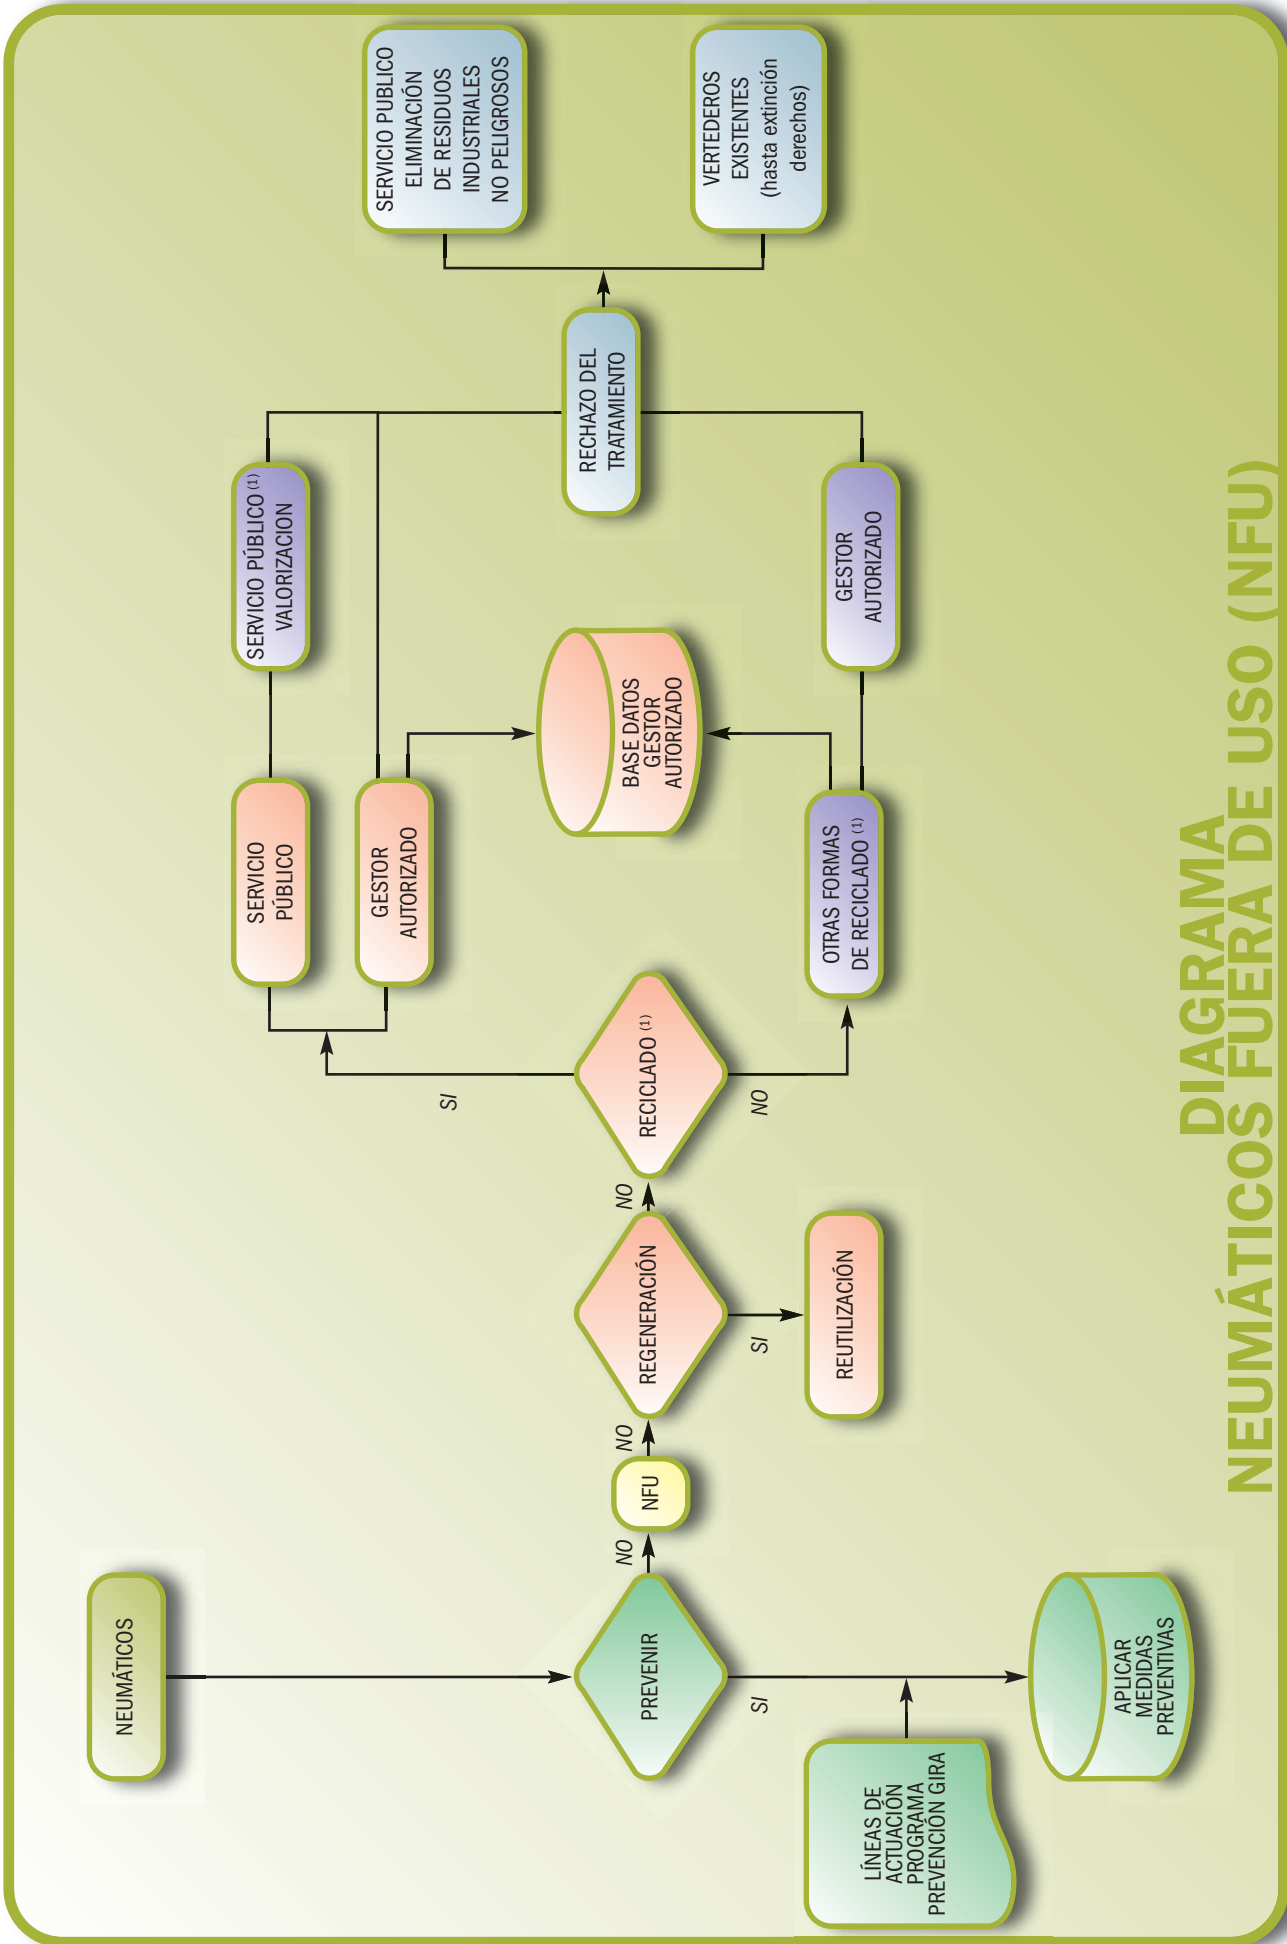 NEUMÁTICOS
PREVENIR
SI
NO
LÍNEAS DE
ACTUACIÓN
PROGRAMA
PREVENCIÓN GIRA
APLICAR
MEDIDAS
PREVENTIVAS
NFU
NO
REGENERACIÓN
SI
NO
REUTILIZACIÓN
RECICLADO (1)
SI
NO
SERVICIO
PÚBLICO
GESTOR
AUTORIZADO
OTRAS FORMAS
DE RECICLADO (1)
BASE DATOS
GESTOR
AUTORIZADO
SERVICIO PÚBLICO (1)
VALORIZACION
GESTOR
AUTORIZADO
RECHAZO DEL
TRATAMIENTO
SERVICIO PUBLICO
ELIMINACIÓN
DE RESIDUOS
INDUSTRIALES
NO PELIGROSOS
VERTEDEROS
EXISTENTES
(hasta extinción
derechos)
DIAGRAMA
NEUMÁTICOS FUERA DE USO (NFU)